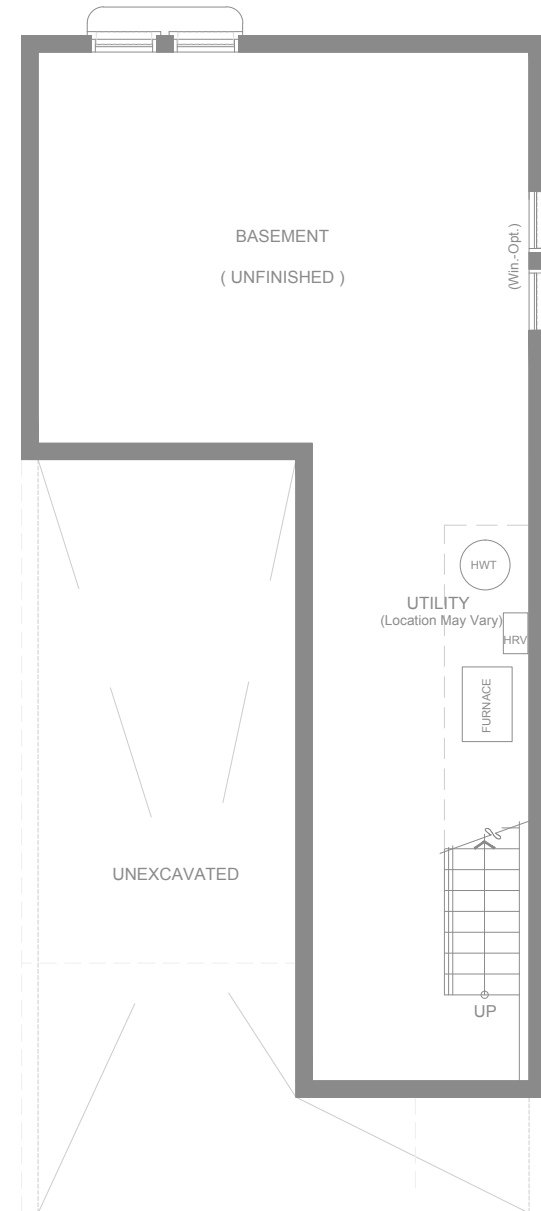 BASEMENT
( UNFINISHED )
(Win.-Opt.)
HWT
UTILITY
(Location May Vary)
HRV
FURNACE
UNEXCAVATED
UP